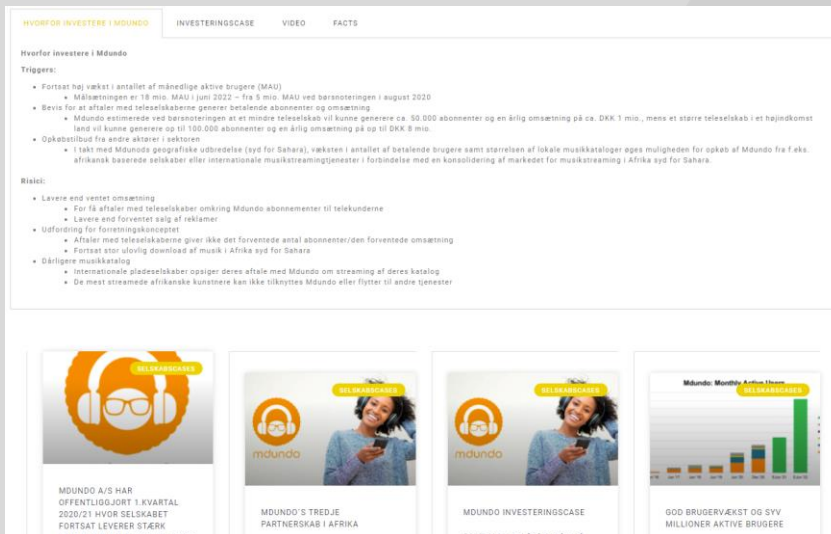 HVORFOR INVESTERE I MDUNDO
INVESTERINGSCASE
VIDEO
FACTS
Hvorfor investere i Mdundo
Triggers:
Fortsat høj vækst i antallet af månedlige aktive brugere (MAU)
Målsætningen er 18 mio. MAU i juni 2022 – fra 5 mio. MAU ved børsnoteringen i august 2020
Bevis for at aftaler med teleselskaberne generer betalende abonnenter og omsætning
Mdundo estimerede ved børsnoteringen at et mindre teleselskab vil kunne generere ca. 50.000 abonnenter og en årlig omsætning på ca. DKK 1 mio., mens et større teleselskab i et højindkomst
land vil kunne generere op til 100.000 abonnenter og en årlig omsætning på op til DKK 8 mio.
Opkøbstilbud fra andre aktører i sektoren
I takt med Mdunods geografiske udbredelse (syd for Sahara), væksten i antallet af betalende brugere samt størrelsen af lokale musikkataloger øges muligheden for opkøb af Mdundo fra f.eks.
afrikansk baserede selskaber eller internationale musikstreamingtjenester i forbindelse med en konsolidering af markedet for musikstreaming i Afrika syd for Sahara.
Risici:
Lavere end ventet omsætning
For få aftaler med teleselskaber omkring Mdundo abonnementer til telekunderne
Lavere end forventet salg af reklamer
Udfordring for forretningskonceptet
Aftaler med teleselskaberne giver ikke det forventede antal abonnenter/den forventede omsætning
Fortsat stor ulovlig download af musik i Afrika syd for Sahara
Dårligere musikkatalog
Internationale pladeselskaber opsiger deres aftale med Mdundo om streaming af deres katalog
De mest streamede afrikanske kunstnere kan ikke tilknyttes Mdundo eller flytter til andre tjenester
SELSKABSCASES
MDUNDO A/S HAR
OFFENTLIGGJORT 1.KVARTAL
2020/21 HVOR SELSKABET
FORTSAT LEVERER STÆRK
SELSKABSCASES
mdundo
MDUNDO´S TREDJE
PARTNERSKAB I AFRIKA
SELSKABSCASES
mdundo
MDUNDO INVESTERINGSCASE
Mdundo: Monthly Active Users
SELSKABSCASES
GOD BRUGERVÆKST OG SYV
MILLIONER AKTIVE BRUGERE